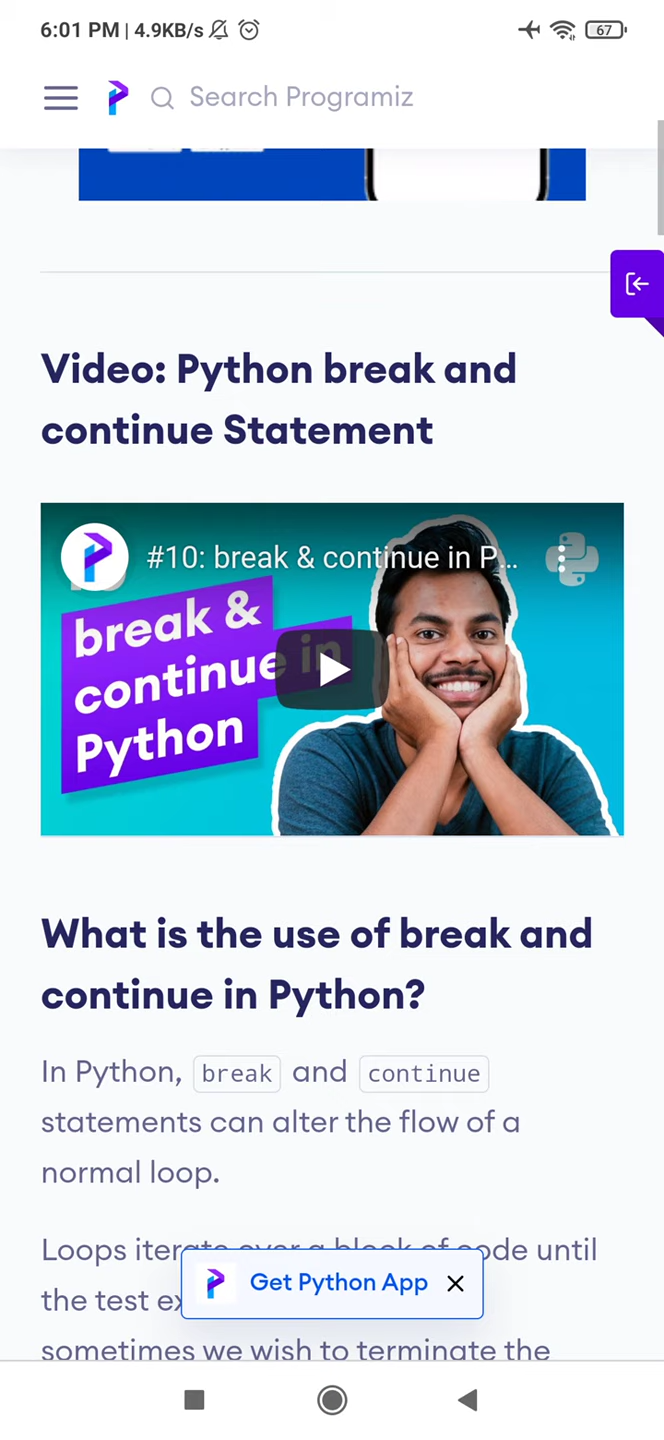 6:01 PM | 4.9KB/s
67
Search Programiz
Video: Python break and
continue Statement
#10: break & continue in P...
break &
continue in
Python
What is the use of break and
continue in Python?
In Python, break and continue
statements can alter the flow of a
normal loop.
Loops iterate over a block of code until
the test
sometimes we wish to terminate the
Get Python App